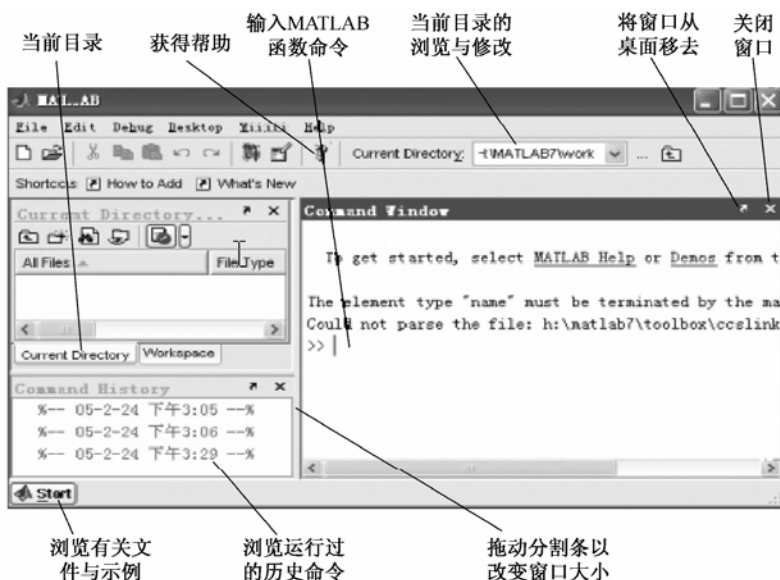 当前目录
获得帮助
输入MATLAB
函数命令
当前目录的
浏览与修改
将窗口从
桌面移去
关闭
窗口
File Edit Debug Desktop Help
Current Directory: MATLAB7\work ...
Shortcuts How to Add What's New
Current Directory...
All Files File Type
Current Directory Workspace
Command History
%-- 05-2-24 下午3:05 --%
%-- 05-2-24 下午3:06 --%
%-- 05-2-24 下午3:29 --%
Command Window
To get started, select MATLAB Help or Demos from t
The element type "name" must be terminated by the ma
Could not parse the file: h:\matlab7\toolbox\ccslink
>>
Start
浏览有关文
件与示例
浏览运行过
的历史命令
拖动分割条以
改变窗口大小